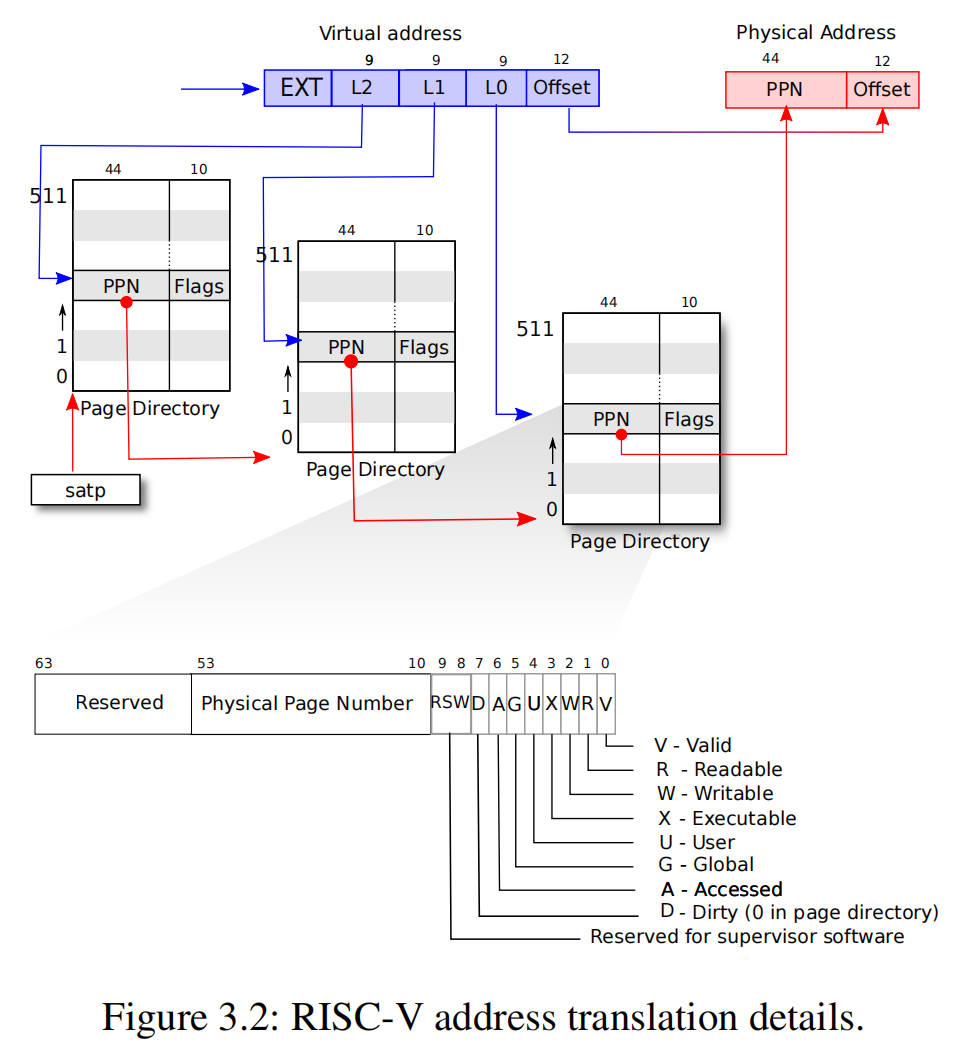 Virtual address
Physical Address
9 9 9 12
44 12
EXT L2 L1 L0 Offset
PPN Offset
44 10
511
PPN Flags
1
0
Page Directory
satp
44 10
511
PPN Flags
1
0
Page Directory
44 10
511
PPN Flags
1
0
Page Directory
63 53 10 9 8 7 6 5 4 3 2 1 0
Reserved Physical Page Number RSW D A G U X W R V
V - Valid
R - Readable
W - Writable
X - Executable
U - User
G - Global
A - Accessed
D - Dirty (0 in page directory)
Reserved for supervisor software
Figure 3.2: RISC-V address translation details.